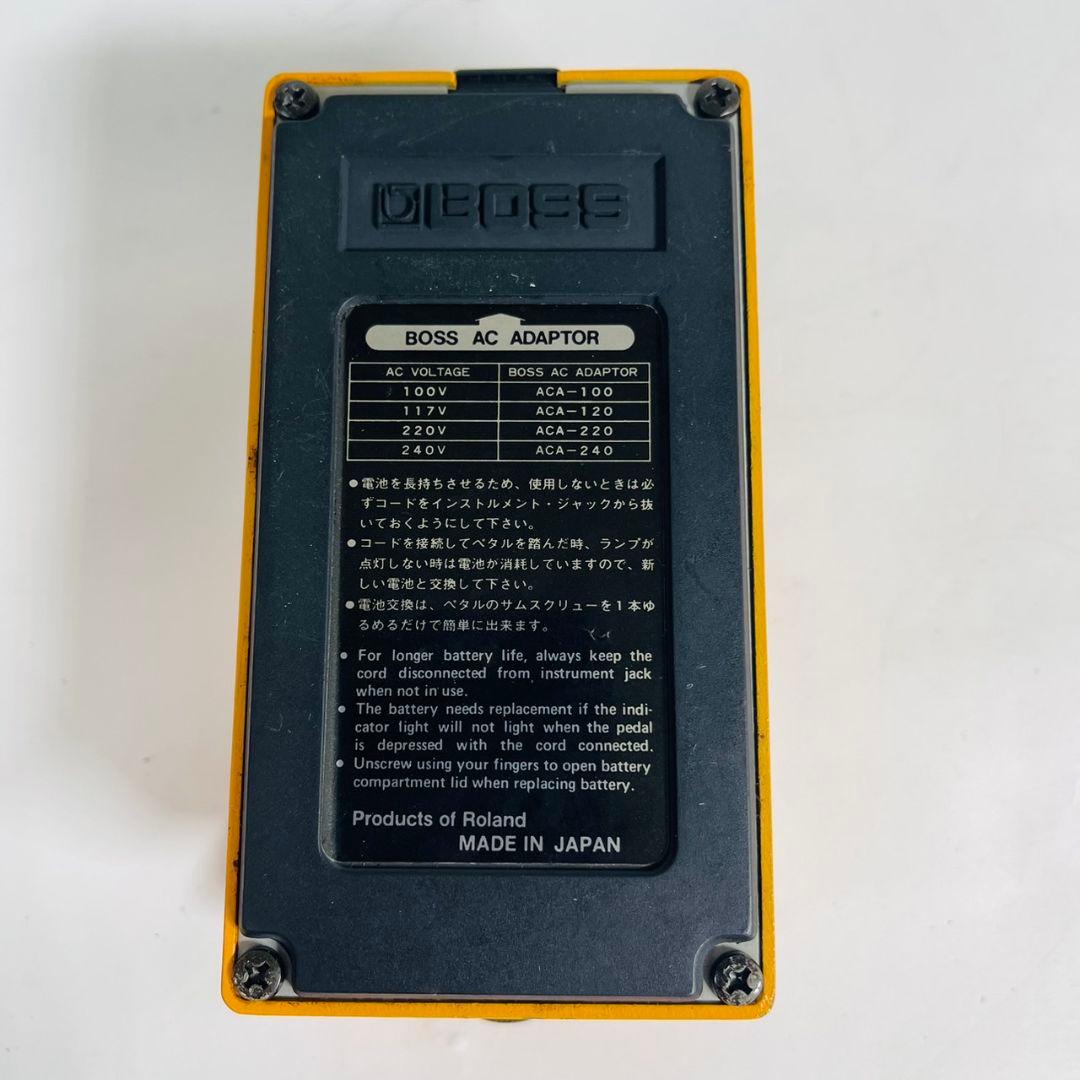 BOSS
BOSS AC ADAPTOR
AC VOLTAGE BOSS AC ADAPTOR
100V ACA-100
117V ACA-120
220V ACA-220
240V ACA-240
●電池を長持ちさせるため、使用しないときは必
ずコードをインストルメント・ジャックから抜
いておくようにして下さい。
●コードを接続してペタルを踏んだ時、ランプが
点灯しない時は電池が消耗していますので、新
しい電池と交換して下さい。
●電池交換は、ペタルのサムスクリューを1本ゆ
るめるだけで簡単に出来ます。
● For longer battery life, always keep the
cord disconnected from instrument jack
when not in use.
● The battery needs replacement if the indi-
cator light will not light when the pedal
is depressed with the cord connected.
● Unscrew using your fingers to open battery
compartment lid when replacing battery.
Products of Roland
MADE IN JAPAN